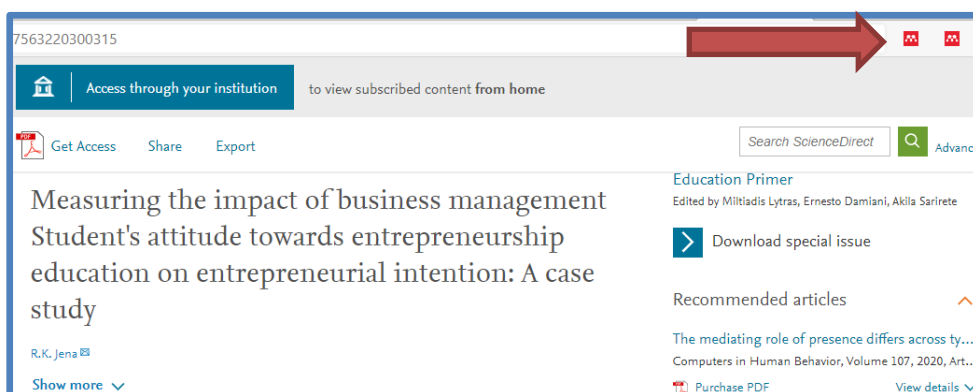 7563220300315
Access through your institution
to view subscribed content from home
PDF
Get Access
Share
Export
Search ScienceDirect
Advanc
Measuring the impact of business management
Student's attitude towards entrepreneurship
education on entrepreneurial intention: A case
study
R.K. Jena
Show more
Education Primer
Edited by Miltiadis Lytras, Ernesto Damiani, Akila Sarirete
Download special issue
Recommended articles
The mediating role of presence differs across ty...
Computers in Human Behavior, Volume 107, 2020, Art...
Purchase PDF
View details